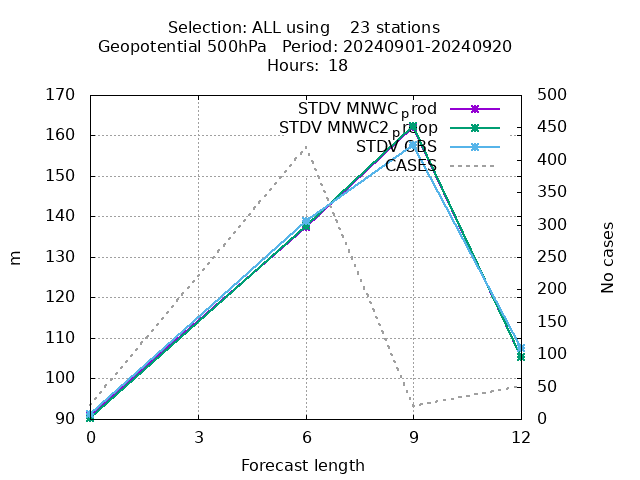 Selection: ALL using    23 stations
Geopotential 500hPa   Period: 20240901-20240920
Hours:  18
170
160
150
140
130
120
110
100
90
500
450
400
350
300
250
200
150
100
50
0
0
3
6
9
12
m
No cases
Forecast length
STDV MNWC_prod
STDV OBS
CASES